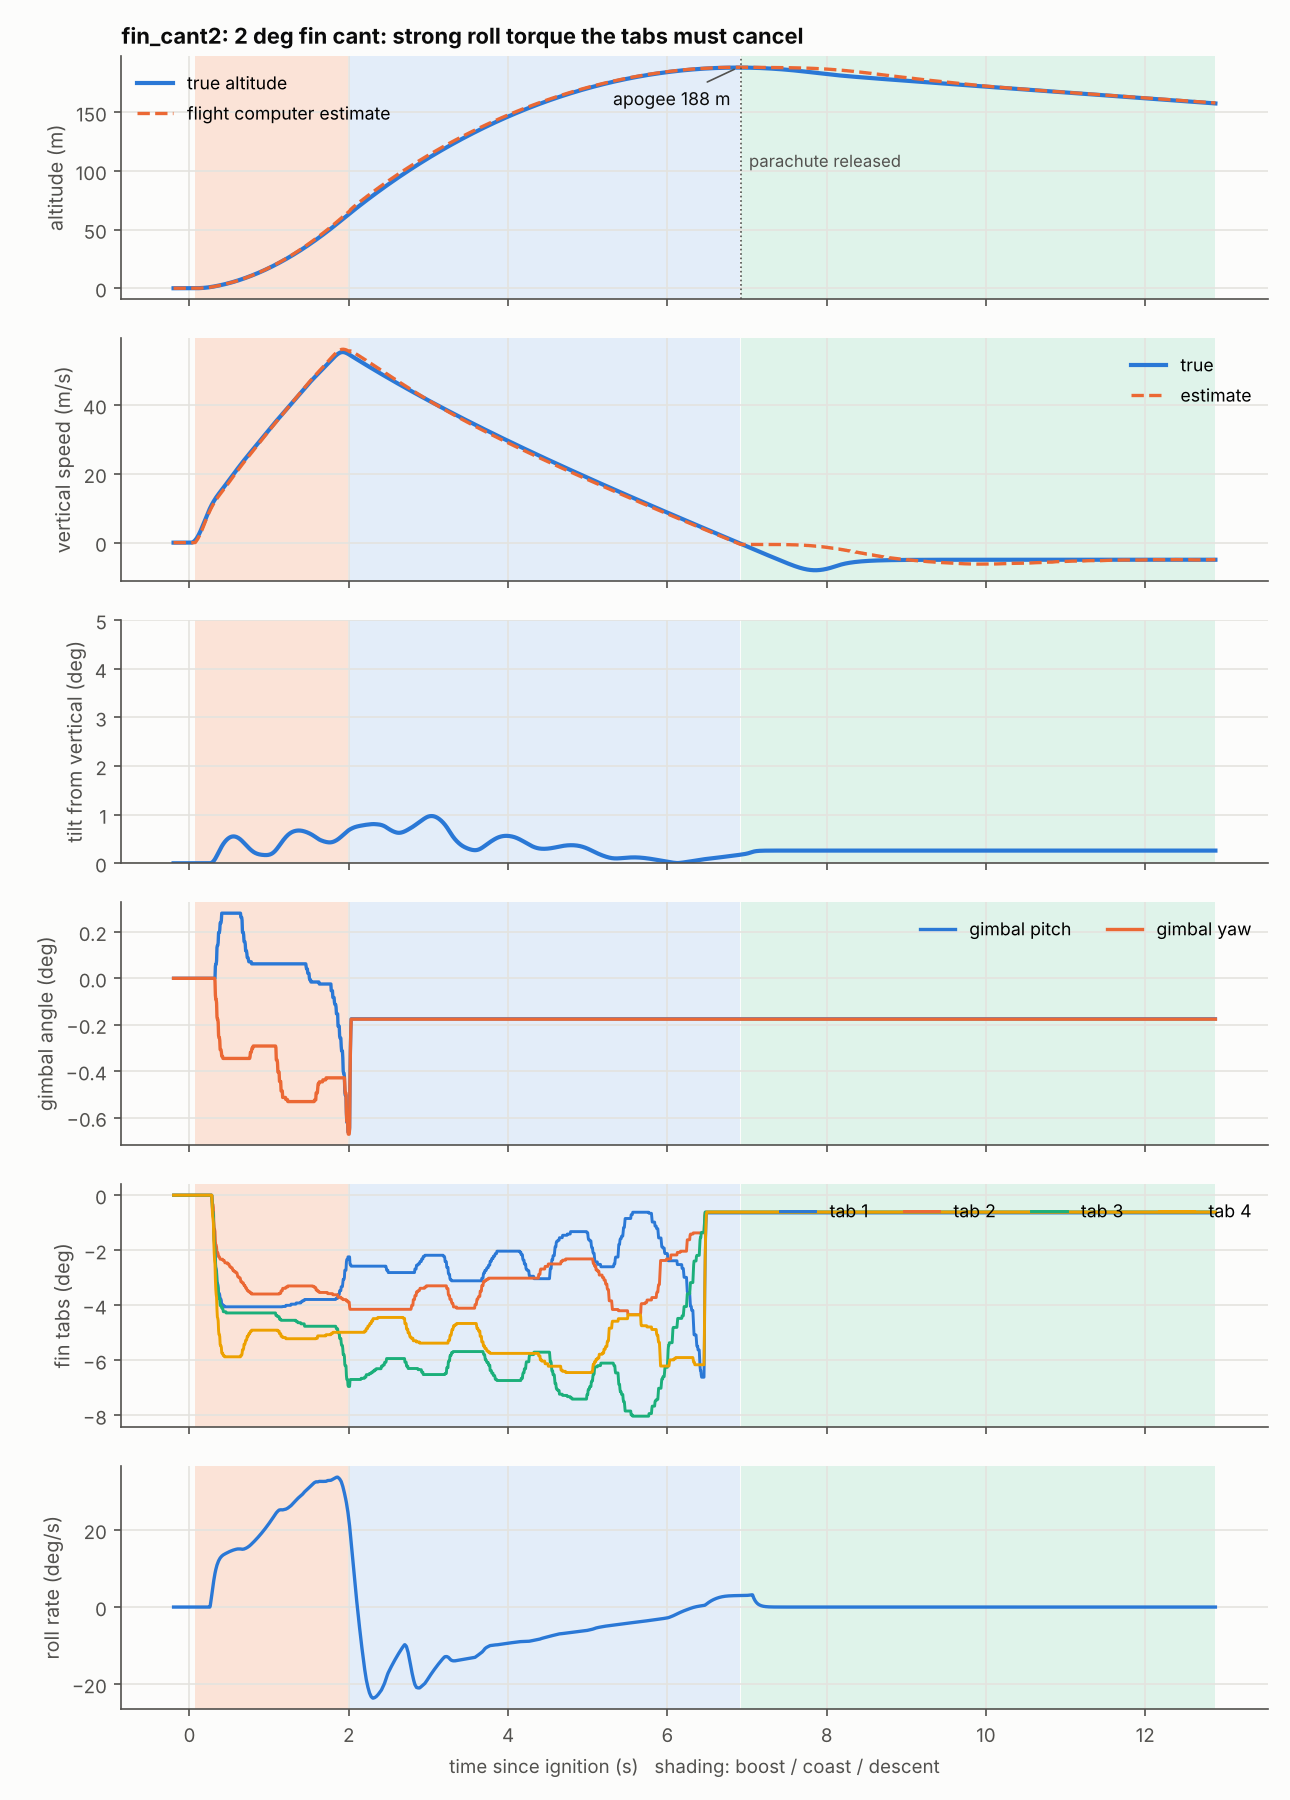 fin_cant2: 2 deg fin cant: strong roll torque the tabs must cancel
true altitude
flight computer estimate
apogee 188 m
parachute released
altitude (m)
150
100
50
0
true
estimate
vertical speed (m/s)
40
20
0
tilt from vertical (deg)
5
4
3
2
1
0
gimbal pitch
gimbal yaw
gimbal angle (deg)
0.2
0.0
−0.2
−0.4
−0.6
tab 1
tab 2
tab 3
tab 4
fin tabs (deg)
0
−2
−4
−6
−8
roll rate (deg/s)
20
0
−20
0 2 4 6 8 10 12
time since ignition (s) shading: boost / coast / descent